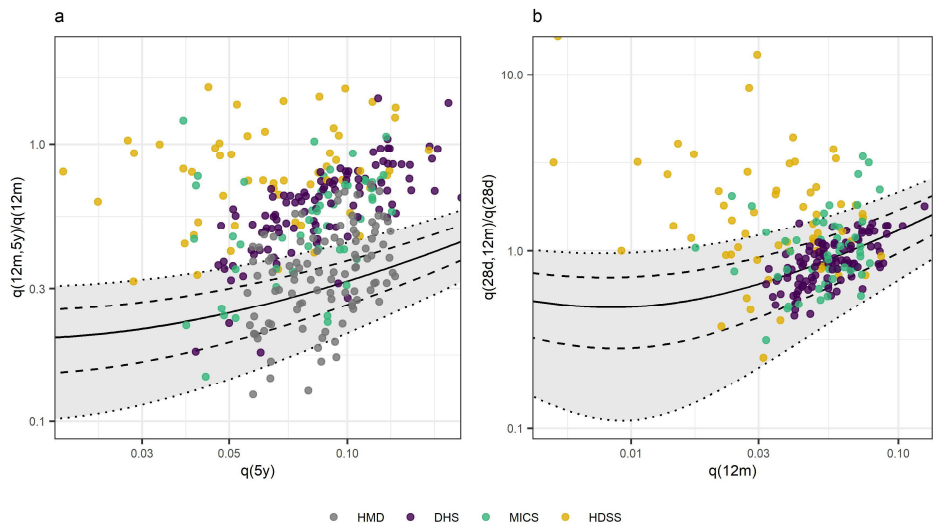 a
q(12m,5y)/q(12m)
1.0
0.3
0.1
0.03
0.05
0.10
q(5y)
b
q(28d,12m)/q(28d)
10.0
1.0
0.1
0.01
0.03
0.10
q(12m)
HMD DHS MICS HDSS